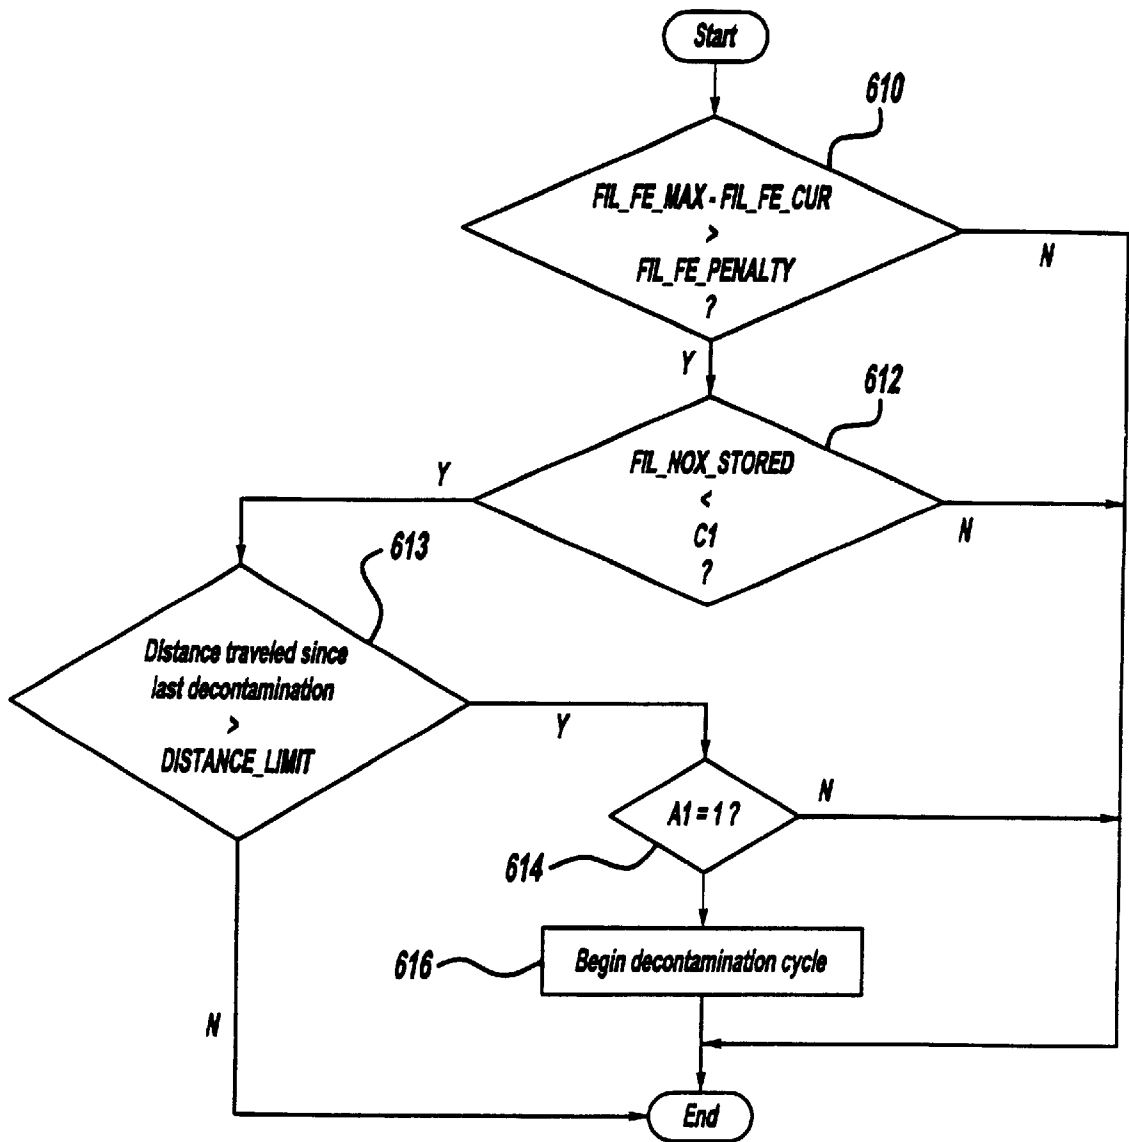 Start
610
FIL_FE_MAX - FIL_FE_CUR
>
FIL_FE_PENALTY
?
N
Y
612
FIL_NOX_STORED
<
C1
?
Y
N
613
Distance traveled since
last decontamination
>
DISTANCE_LIMIT
Y
A1 = 1 ?
N
614
616
Begin decontamination cycle
N
End